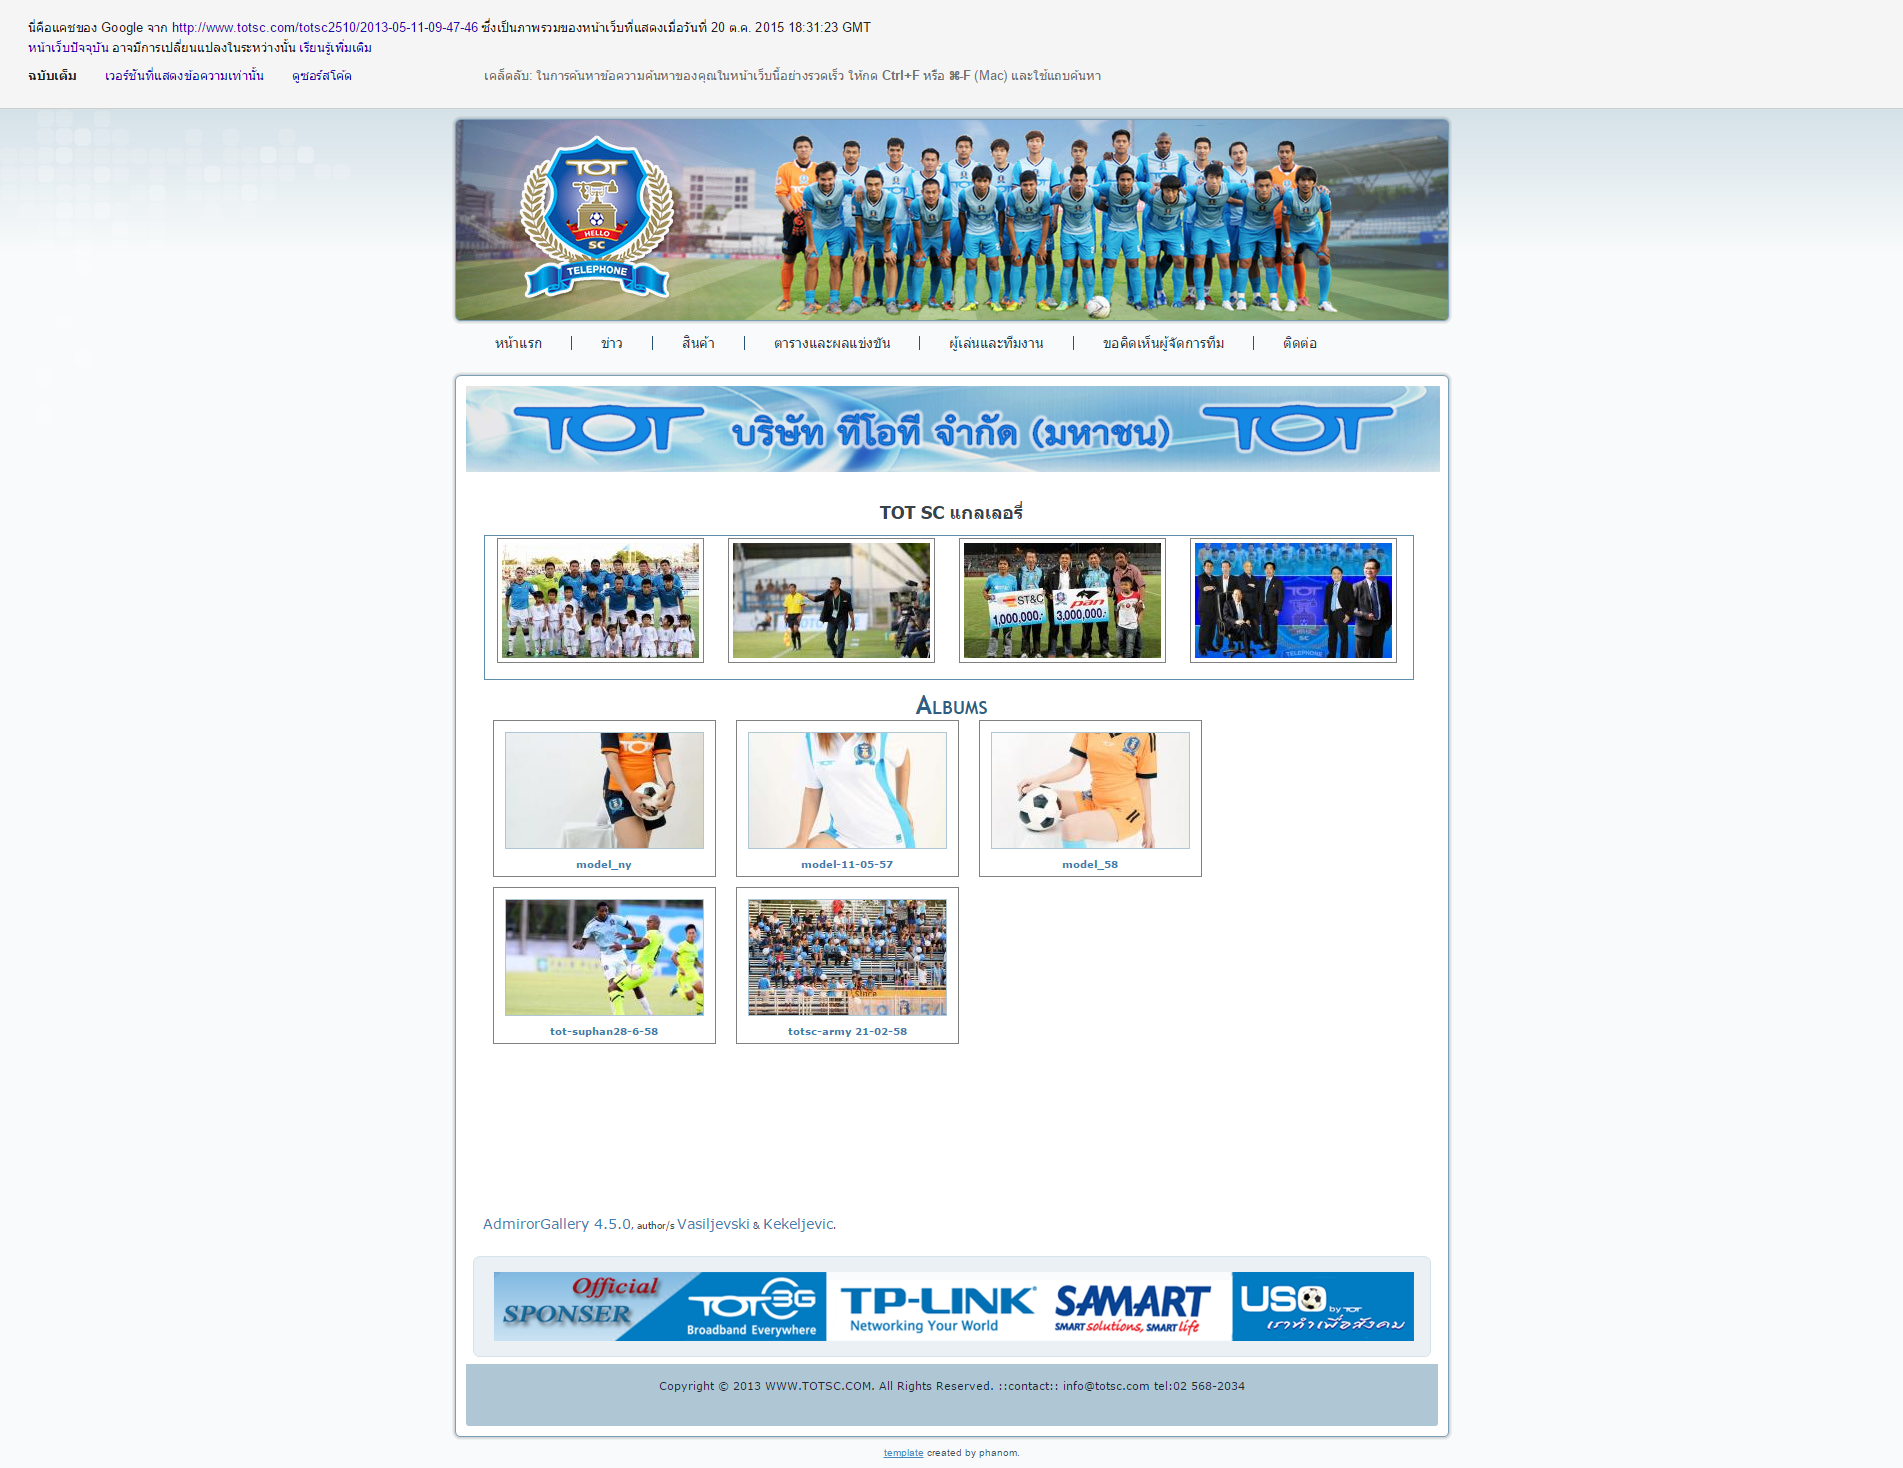 นี่คือแคชของ Google จาก http://www.totsc.com/totsc2510/2013-05-11-09-47-46 ซึ่งเป็นภาพรวมของหน้าเว็บที่แสดงเมื่อวันที่ 20 ต.ค. 2015 18:31:23 GMT
หน้าเว็บปัจจุบัน อาจมีการเปลี่ยนแปลงในระหว่างนั้น เรียนรู้เพิ่มเติม
ฉบับเต็ม เวอร์ชันที่แสดงข้อความเท่านั้น ดูซอร์สโค้ด เคล็ดลับ: ในการค้นหาข้อความค้นหาของคุณในหน้าเว็บนี้อย่างรวดเร็ว ให้กด Ctrl+F หรือ ⌘-F (Mac) และใช้แถบค้นหา
TOT
HELLO
SC
TELEPHONE
หน้าแรก ข่าว สินค้า ตารางและผลแข่งขัน ผู้เล่นและทีมงาน ขอคิดเห็นผู้จัดการทีม ติดต่อ
TOT บริษัท ทีโอที จำกัด (มหาชน) TOT
TOT SC แกลเลอรี่
ST&C
1,000,000.-
pan
3,000,000.-
TOT
HELLO
SC
TELEPHONE
ALBUMS
model_ny model-11-05-57 model_58
Since
1954
tot-suphan28-6-58 totsc-army 21-02-58
AdmirorGallery 4.5.0, author/s Vasiljevski & Kekeljevic.
Official SPONSER
TOT3G
Broadband Everywhere
TP-LINK
Networking Your World
SAMART
SMART solutions, SMART life
USO by TOT
เราทำเพื่อสังคม
Copyright © 2013 WWW.TOTSC.COM. All Rights Reserved. ::contact:: info@totsc.com tel:02 568-2034
template created by phanom.